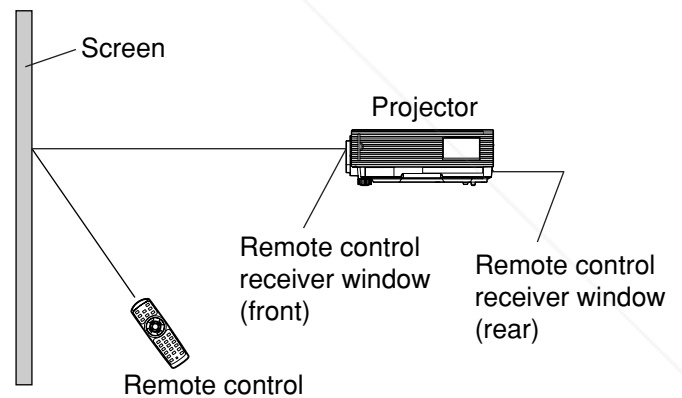 Screen
Projector
Remote control
receiver window
(front)
Remote control
receiver window
(rear)
Remote control